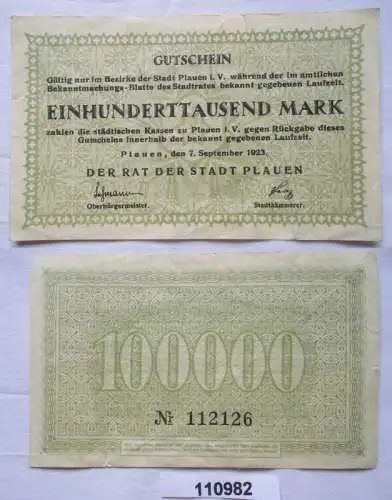 GUTSCHEIN
Gültig nur im Bezirke der Stadt Plauen i. V. während der im amtlichen
Bekanntmachungs-Blatte des Stadtrates bekannt gegebenen Laufzeit.
EINHUNDERTTAUSEND MARK
zahlen die städtischen Kassen zu Plauen i. V. gegen Rückgabe dieses
Gutscheins innerhalb der bekannt gegebenen Laufzeit.
Plauen, den 7. September 1923.
DER RAT DER STADT PLAUEN
Oberbürgermeister. Stadtkämmerer.
100000
№ 112126
110982